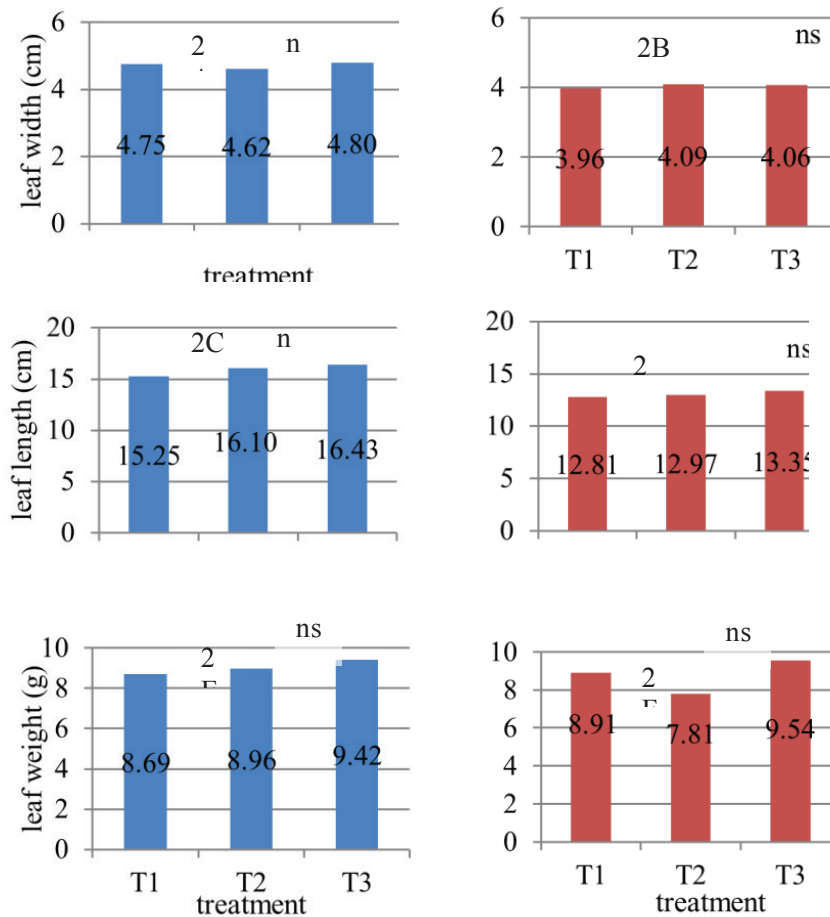 leaf width (cm)
6
4
2
0
2
n
4.75
4.62
4.80
treatment
6
4
2
0
2B
ns
3.96
4.09
4.06
T1
T2
T3
leaf length (cm)
20
15
10
5
0
2C
n
15.25
16.10
16.43
20
15
10
5
0
2
ns
12.81
12.97
13.35
leaf weight (g)
10
8
6
4
2
0
2
ns
8.69
8.96
9.42
T1
T2
T3
treatment
10
8
6
4
2
0
2
ns
8.91
7.81
9.54
T1
T2
T3
treatment